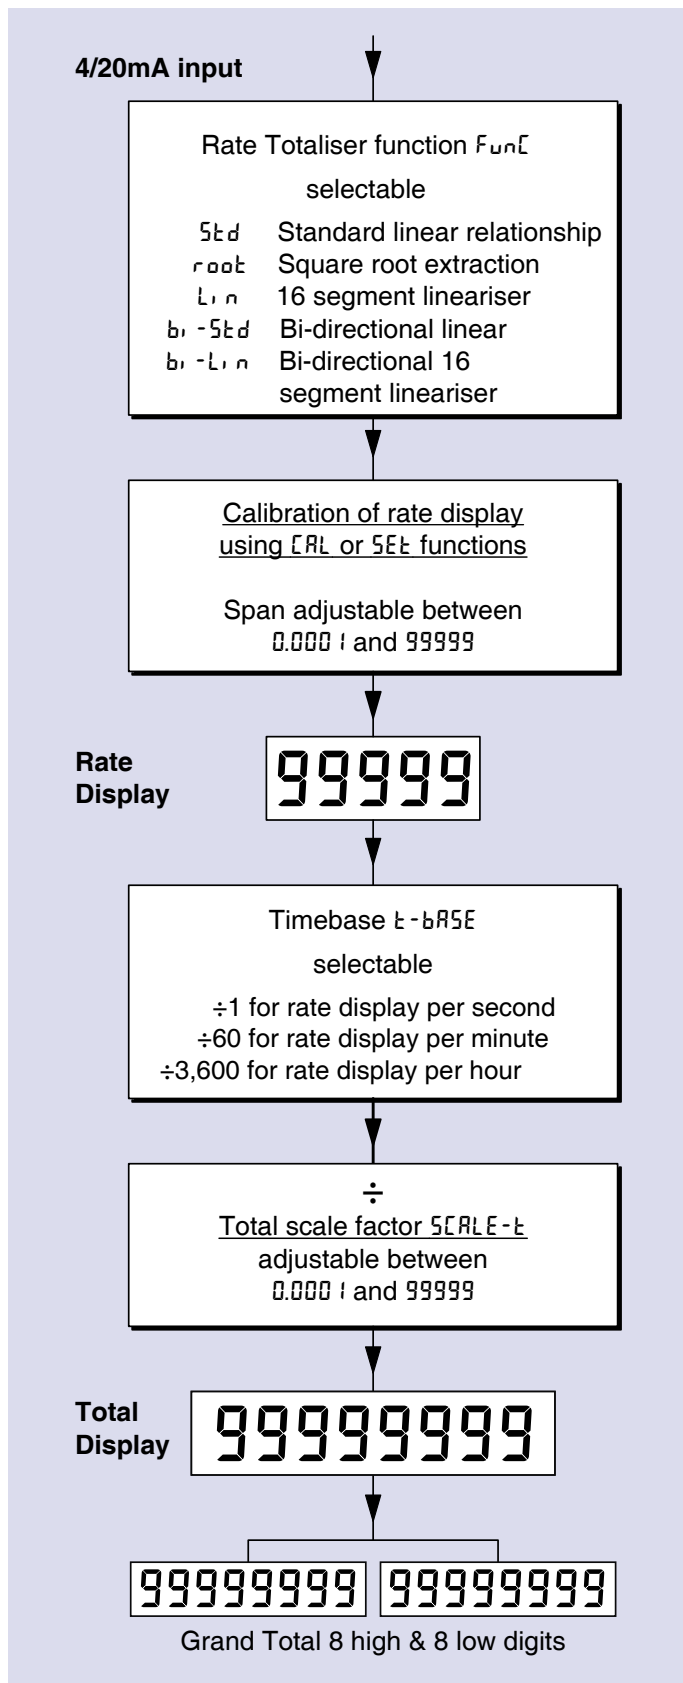 4/20mA input
Rate Totaliser function FunC
selectable
Std Standard linear relationship
root Square root extraction
Lin 16 segment lineariser
bi-Std Bi-directional linear
bi-Lin Bi-directional 16
segment lineariser
Calibration of rate display
using CAL or SEt functions
Span adjustable between
0.0001 and 99999
Rate
Display
99999
Timebase t-bASE
selectable
÷1 for rate display per second
÷60 for rate display per minute
÷3,600 for rate display per hour
÷
Total scale factor SCALE-t
adjustable between
0.0001 and 99999
Total
Display
99999999
99999999 99999999
Grand Total 8 high & 8 low digits